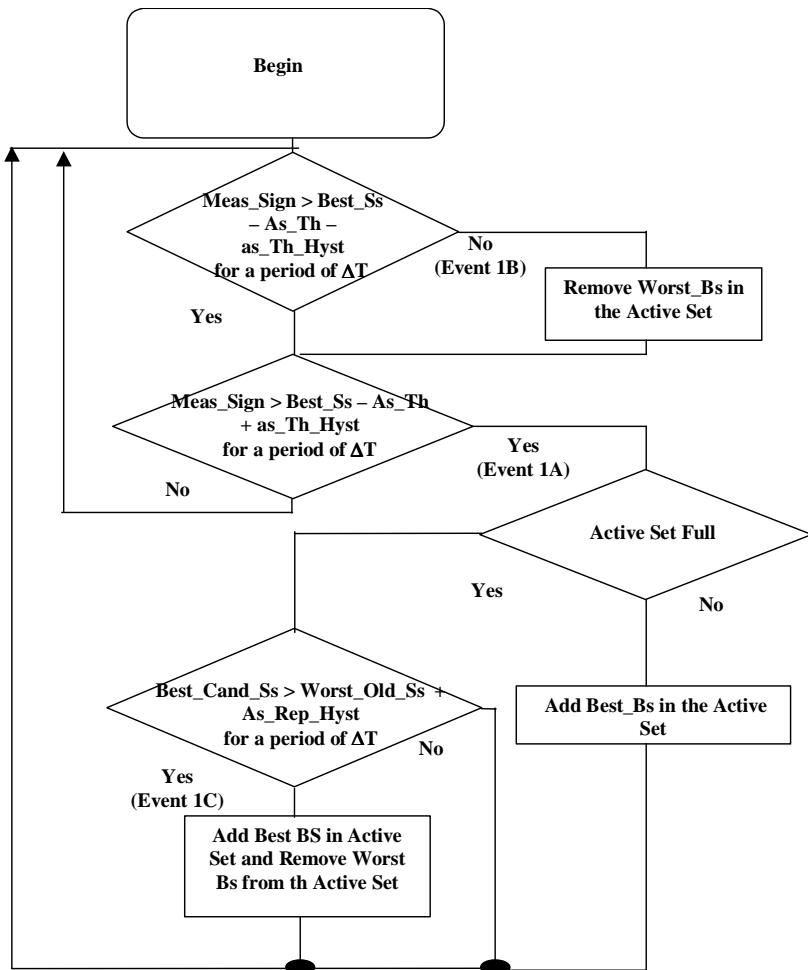 Begin
Meas_Sign > Best_Ss
– As_Th –
as_Th_Hyst
for a period of ΔT
No
(Event 1B)
Remove Worst_Bs in
the Active Set
Yes
Meas_Sign > Best_Ss – As_Th
+ as_Th_Hyst
for a period of ΔT
Yes
(Event 1A)
No
Active Set Full
Yes
No
Best_Cand_Ss > Worst_Old_Ss +
As_Rep_Hyst
for a period of ΔT
No
Add Best_Bs in the Active
Set
Yes
(Event 1C)
Add Best BS in Active
Set and Remove Worst
Bs from th Active Set